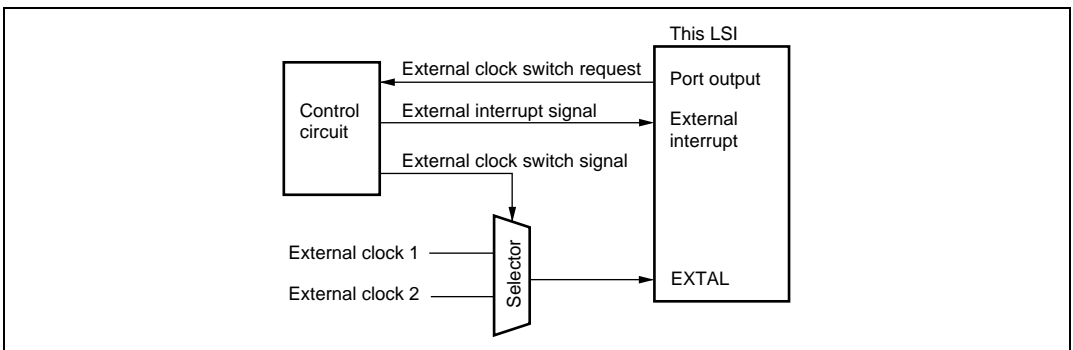 This LSI
External clock switch request
Port output
Control
circuit
External interrupt signal
External
interrupt
External clock switch signal
External clock 1
External clock 2
Selector
EXTAL